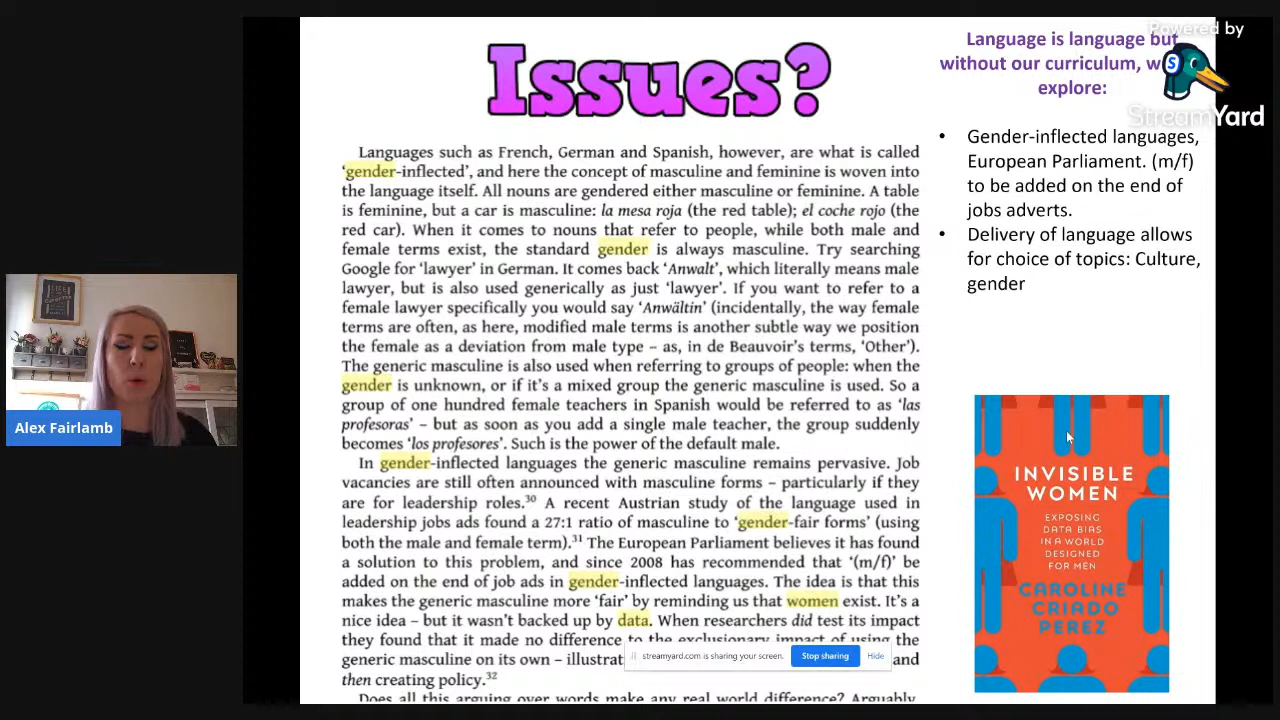 Issues?
Languages such as French, German and Spanish, however, are what is called
‘gender-inflected’, and here the concept of masculine and feminine is woven into
the language itself. All nouns are gendered either masculine or feminine. A table
is feminine, but a car is masculine: la mesa roja (the red table); el coche rojo (the
red car). When it comes to nouns that refer to people, while both male and
female terms exist, the standard gender is always masculine. Try searching
Google for ‘lawyer’ in German. It comes back ‘Anwalt’, which literally means male
lawyer, but is also used generically as just ‘lawyer’. If you want to refer to a
female lawyer specifically you would say ‘Anwältin’ (incidentally, the way female
terms are often, as here, modified male terms is another subtle way we position
the female as a deviation from male type – as, in de Beauvoir’s terms, ‘Other’).
The generic masculine is also used when referring to groups of people: when the
gender is unknown, or if it’s a mixed group the generic masculine is used. So a
group of one hundred female teachers in Spanish would be referred to as ‘las
profesoras’ – but as soon as you add a single male teacher, the group suddenly
becomes ‘los profesores’. Such is the power of the default male.
In gender-inflected languages the generic masculine remains pervasive. Job
vacancies are still often announced with masculine forms – particularly if they
are for leadership roles.30 A recent Austrian study of the language used in
leadership jobs ads found a 27:1 ratio of masculine to ‘gender-fair forms’ (using
both the male and female term).31 The European Parliament believes it has found
a solution to this problem, and since 2008 has recommended that ‘(m/f)’ be
added on the end of job ads in gender-inflected languages. The idea is that this
makes the generic masculine more ‘fair’ by reminding us that women exist. It’s a
nice idea – but it wasn’t backed up by data. When researchers did test its impact
they found that it made no difference to the exclusionary impact of using the
generic masculine on its own – illustrat and
then creating policy.32
Does all this arguing over words make any real world difference? Arguably,
streamyard.com is sharing your screen.
Stop sharing
Hide
Language is language but
without our curriculum,
explore:
• Gender-inflected languages,
European Parliament. (m/f)
to be added on the end of
jobs adverts.
• Delivery of language allows
for choice of topics: Culture,
gender
INVISIBLE
WOMEN
EXPOSING
DATA BIAS
IN A WORLD
DESIGNED
FOR MEN
CAROLINE
CRIADO
PEREZ
Powered by
S
StreamYard
Alex Fairlamb